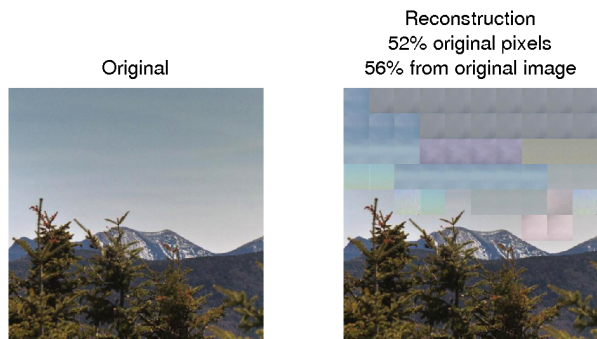 Original
Reconstruction
52% original pixels
56% from original image